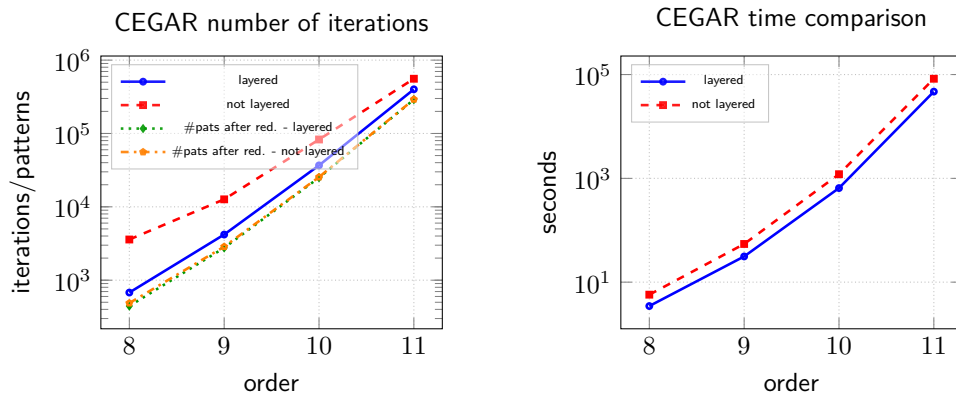 CEGAR number of iterations
10^6
10^5
10^4
10^3
iterations/patterns
layered
not layered
#pats after red. - layered
#pats after red. - not layered
8 9 10 11
order
CEGAR time comparison
10^5
10^3
10^1
seconds
layered
not layered
8 9 10 11
order